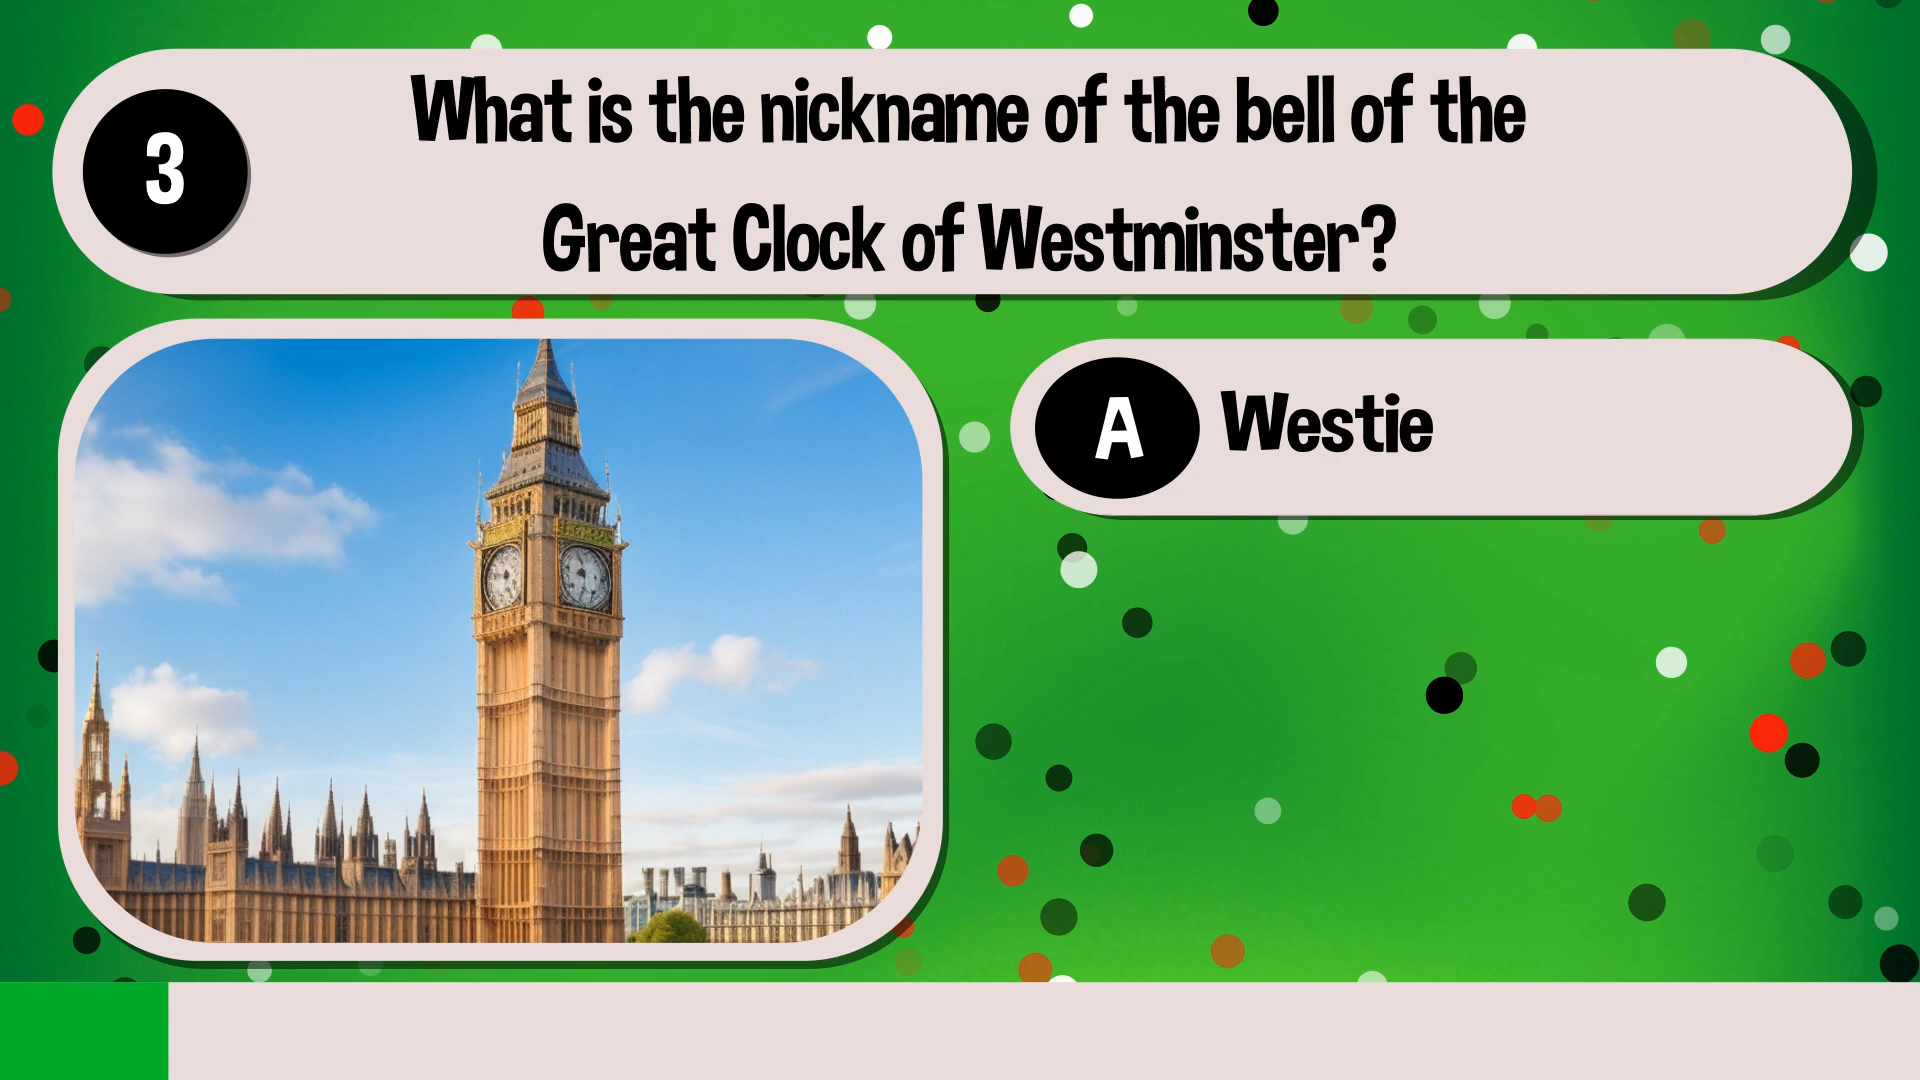 3
What is the nickname of the bell of the
Great Clock of Westminster?
A Westie